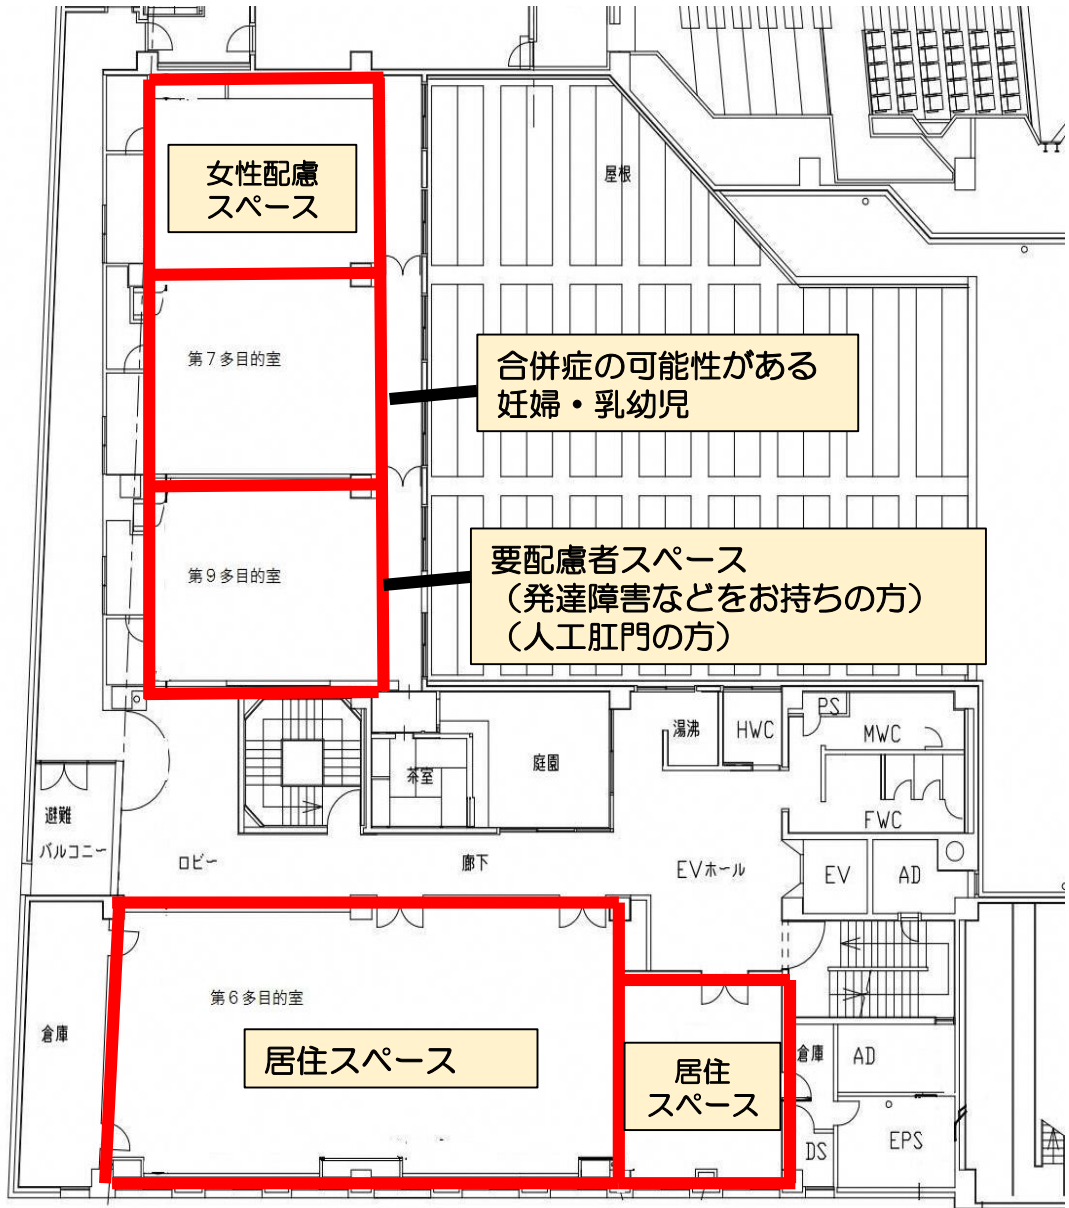 女性配慮
スペース
屋根
第７多目的室
合併症の可能性がある
妊婦・乳幼児
要配慮者スペース
（発達障害などをお持ちの方）
（人工肛門の方）
第９多目的室
PS
湯沸
HWC
MWC
茶室
庭園
避難
バルコニー
FWC
ロビー
廊下
EVホール
EV
AD
第６多目的室
倉庫
居住スペース
居住
スペース
倉庫
AD
DS
EPS